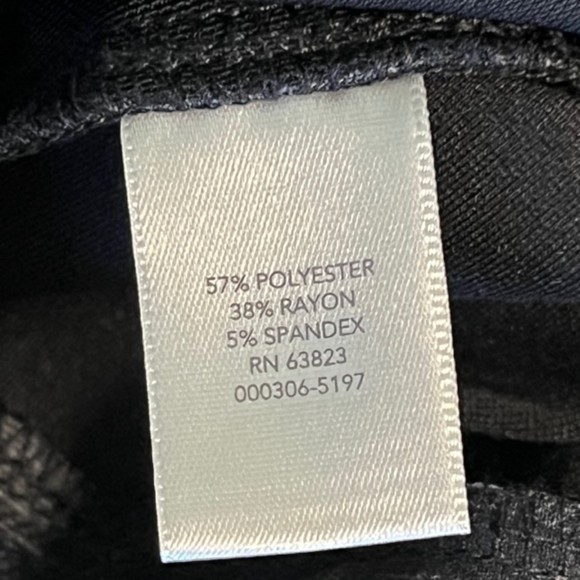 57% POLYESTER
38% RAYON
5% SPANDEX
RN 63823
000306-5197